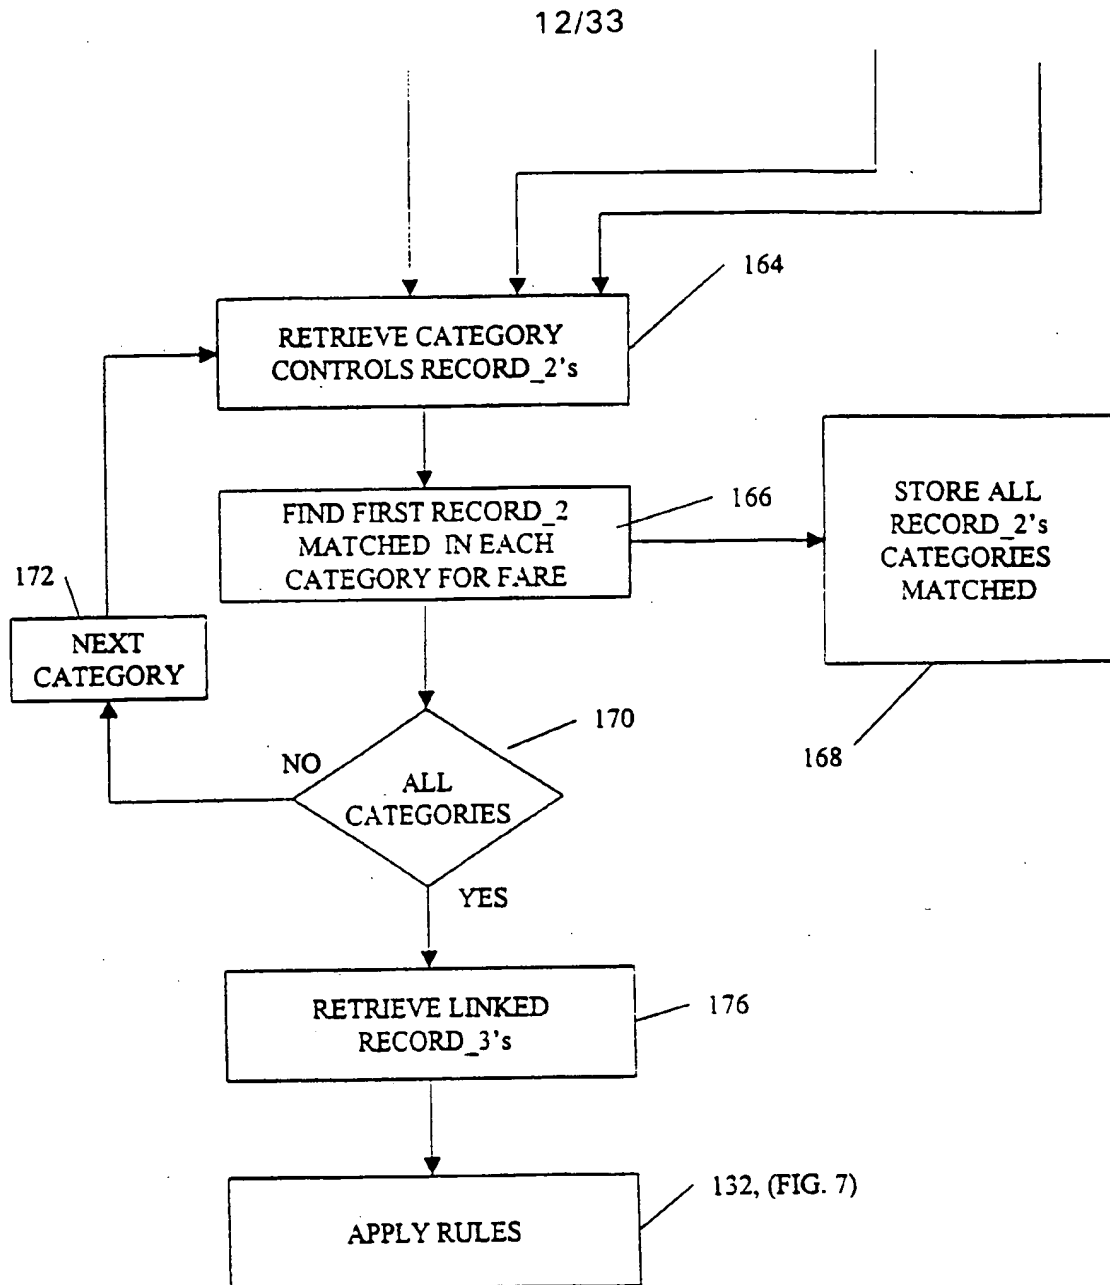 12/33
164
RETRIEVE CATEGORY
CONTROLS RECORD_2's
FIND FIRST RECORD_2
MATCHED IN EACH
CATEGORY FOR FARE
166
STORE ALL
RECORD_2's
CATEGORIES
MATCHED
168
172
NEXT
CATEGORY
170
NO
ALL
CATEGORIES
YES
RETRIEVE LINKED
RECORD_3's
176
132, (FIG. 7)
APPLY RULES